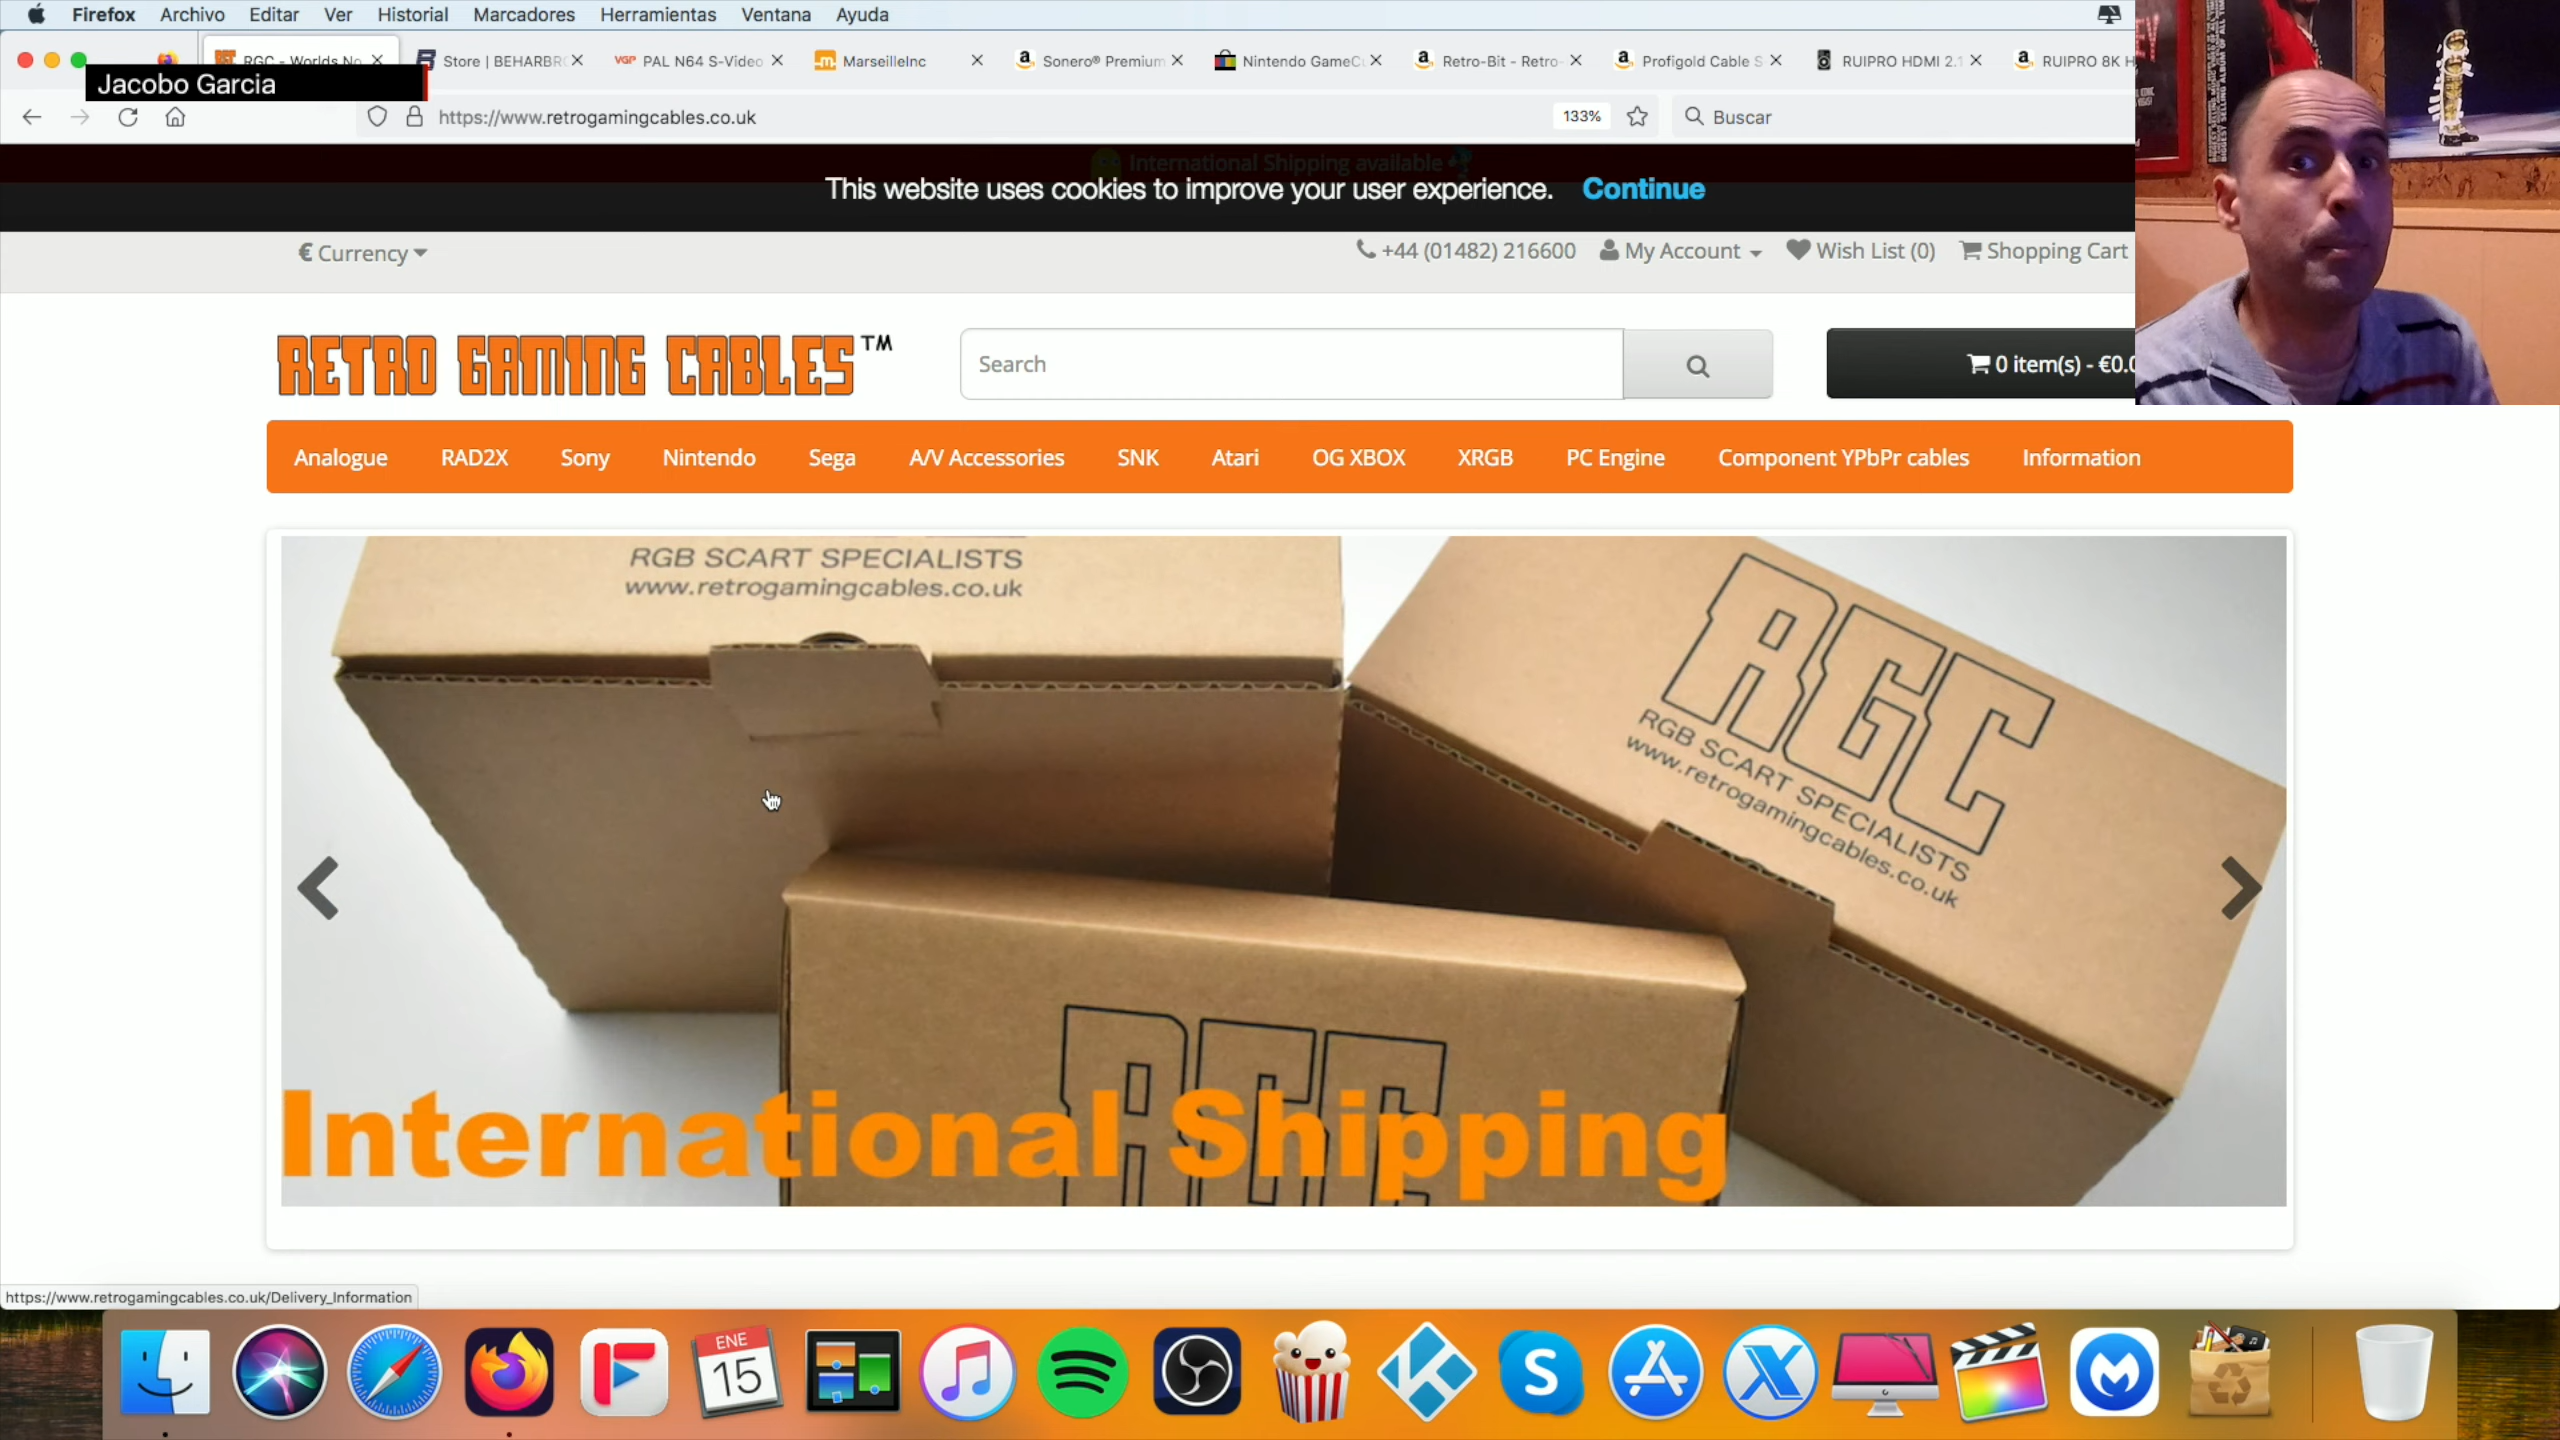 Firefox Archivo Editar Ver Historial Marcadores Herramientas Ventana Ayuda
RGC - Worlds No
Store | BEHARBR
VGP PAL N64 S-Video
MarseilleInc
Sonero® Premium
Nintendo GameC
Retro-Bit - Retro-
Profigold Cable S
RUIPRO HDMI 2.1
RUIPRO 8K H
Jacobo Garcia
https://www.retrogamingcables.co.uk
133%
Buscar
International Shipping available
This website uses cookies to improve your user experience. Continue
€ Currency
+44 (01482) 216600 My Account Wish List (0) Shopping Cart
RETRO GAMING CABLES™
Search
0 item(s) - €0.0
Analogue RAD2X Sony Nintendo Sega A/V Accessories SNK Atari OG XBOX XRGB PC Engine Component YPbPr cables Information
RGB SCART SPECIALISTS
www.retrogamingcables.co.uk
RGC
RGB SCART SPECIALISTS
www.retrogamingcables.co.uk
RGC
International Shipping
https://www.retrogamingcables.co.uk/Delivery_Information
ENE
15